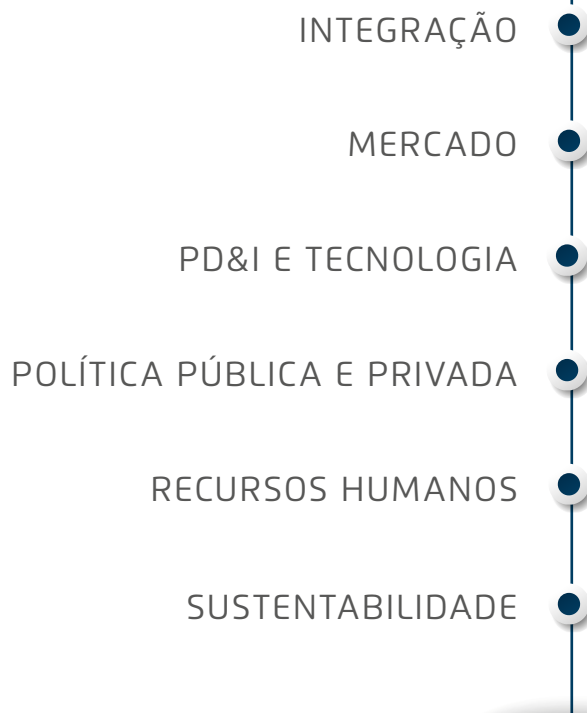 INTEGRAÇÃO
MERCADO
PD&I E TECNOLOGIA
POLÍTICA PÚBLICA E PRIVADA
RECURSOS HUMANOS
SUSTENTABILIDADE